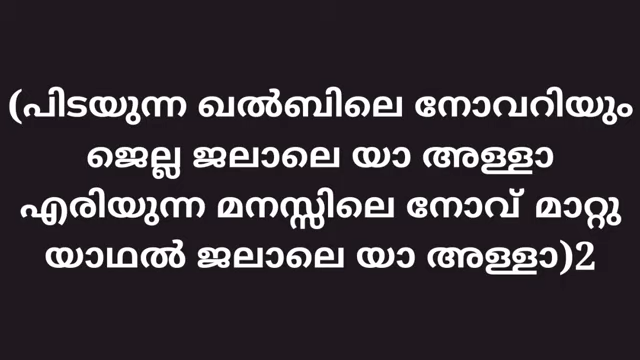 (പിടയുന്ന ഖൽബിലെ നോവറിയും
ജെല്ല ജലാലെ യാ അള്ളാ
എരിയുന്ന മനസ്സിലെ നോവ് മാറ്റു
യാഥൽ ജലാലെ യാ അള്ളാ)2